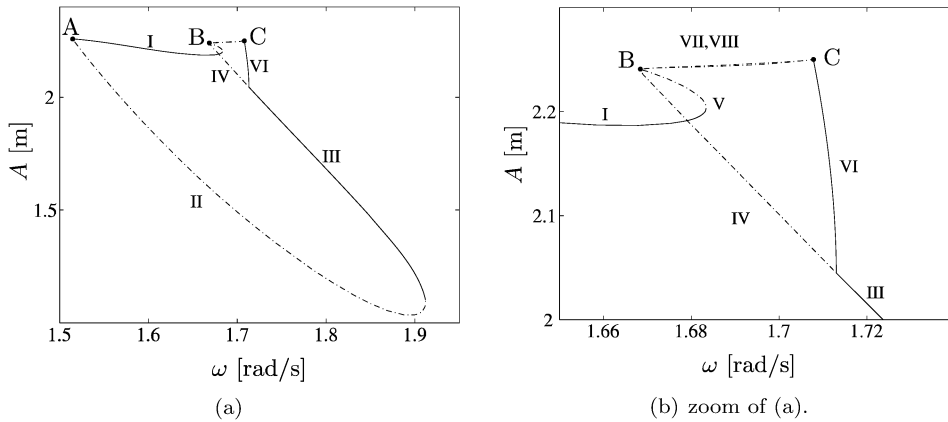 A
I
B
C
IV
VI
III
II
2
1.5
1.5
1.6
1.7
1.8
1.9
A [m]
ω [rad/s]
(a)
VII,VIII
B
C
I
V
VI
IV
III
2.2
2.1
2
1.66
1.68
1.7
1.72
A [m]
ω [rad/s]
(b) zoom of (a).